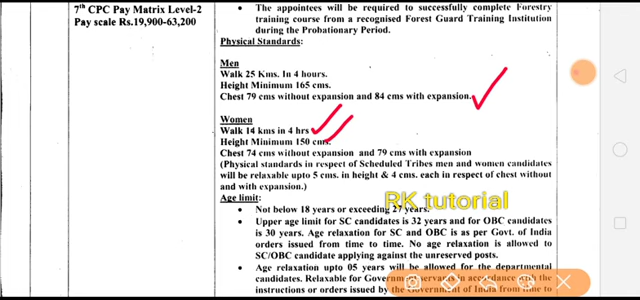 7th CPC Pay Matrix Level-2
Pay scale Rs.19,900-63,200
• The appointees will be required to successfully complete Forestry
training course from a recognised Forest Guard Training Institution
during the Probationary Period.
Physical Standards:
Men
Walk 25 Kms. In 4 hours.
Height Minimum 165 cms.
Chest 79 cms without expansion and 84 cms with expansion.
Women
Walk 14 kms in 4 hrs
Height Minimum 150 cms.
Chest 74 cms without expansion and 79 cms with expansion
(Physical standards in respect of Scheduled Tribes men and women candidates
will be relaxable upto 5 cms. in height & 4 cms. each in respect of chest without
and with expansion.)
Age limit:
RK tutorial
• Not below 18 years or exceeding 27 years.
• Upper age limit for SC candidates is 32 years and for OBC candidates
is 30 years. Age relaxation for SC and OBC is as per Govt. of India
orders issued from time to time. No age relaxation is allowed to
SC/OBC candidate applying against the unreserved posts.
• Age relaxation upto 05 years will be allowed for the departmental
candidates. Relaxable for Government servants in accordance with the
instructions or orders issued by the Government of India from time to